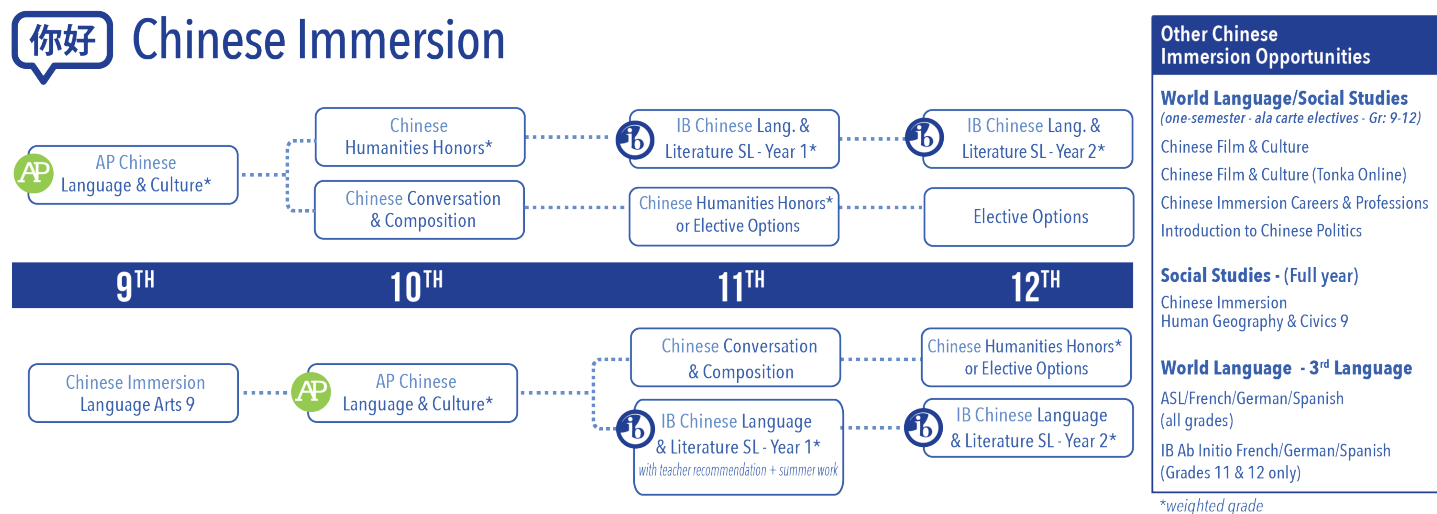 你好
Chinese Immersion
AP
AP Chinese
Language & Culture*
Chinese
Humanities Honors*
ib
IB Chinese Lang. &
Literature SL - Year 1*
ib
IB Chinese Lang. &
Literature SL - Year 2*
Chinese Conversation
& Composition
Chinese Humanities Honors*
or Elective Options
Elective Options
9TH
10TH
11TH
12TH
Chinese Immersion
Language Arts 9
AP
AP Chinese
Language & Culture*
Chinese Conversation
& Composition
Chinese Humanities Honors*
or Elective Options
ib
IB Chinese Language
& Literature SL - Year 1*
with teacher recommendation + summer work
ib
IB Chinese Language
& Literature SL - Year 2*
Other Chinese
Immersion Opportunities
World Language/Social Studies
(one-semester - ala carte electives - Gr: 9-12)
Chinese Film & Culture
Chinese Film & Culture (Tonka Online)
Chinese Immersion Careers & Professions
Introduction to Chinese Politics
Social Studies - (Full year)
Chinese Immersion
Human Geography & Civics 9
World Language - 3rd Language
ASL/French/German/Spanish
(all grades)
IB Ab Initio French/German/Spanish
(Grades 11 & 12 only)
*weighted grade